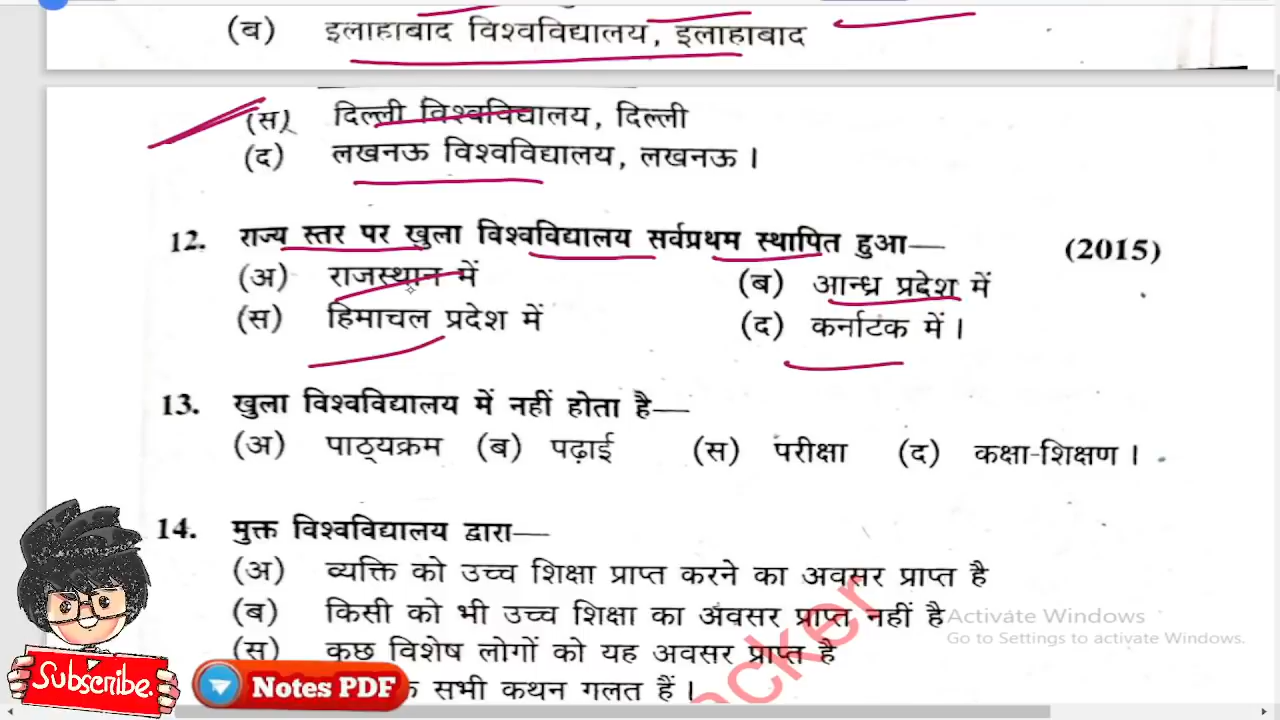 (ब) इलाहाबाद विश्वविद्यालय, इलाहाबाद
(स) दिल्ली विश्वविद्यालय, दिल्ली
(द) लखनऊ विश्वविद्यालय, लखनऊ ।
12. राज्य स्तर पर खुला विश्वविद्यालय सर्वप्रथम स्थापित हुआ— (2015)
(अ) राजस्थान में (ब) आन्ध्र प्रदेश में
(स) हिमाचल प्रदेश में (द) कर्नाटक में ।
13. खुला विश्वविद्यालय में नहीं होता है—
(अ) पाठ्यक्रम (ब) पढ़ाई (स) परीक्षा (द) कक्षा-शिक्षण ।
14. मुक्त विश्वविद्यालय द्वारा—
(अ) व्यक्ति को उच्च शिक्षा प्राप्त करने का अवसर प्राप्त है
(ब) किसी को भी उच्च शिक्षा का अवसर प्राप्त नहीं है
(स) कुछ विशेष लोगों को यह अवसर प्राप्त है
सभी कथन गलत हैं ।
Activate Windows
Go to Settings to activate Windows.
Subscribe.
Notes PDF